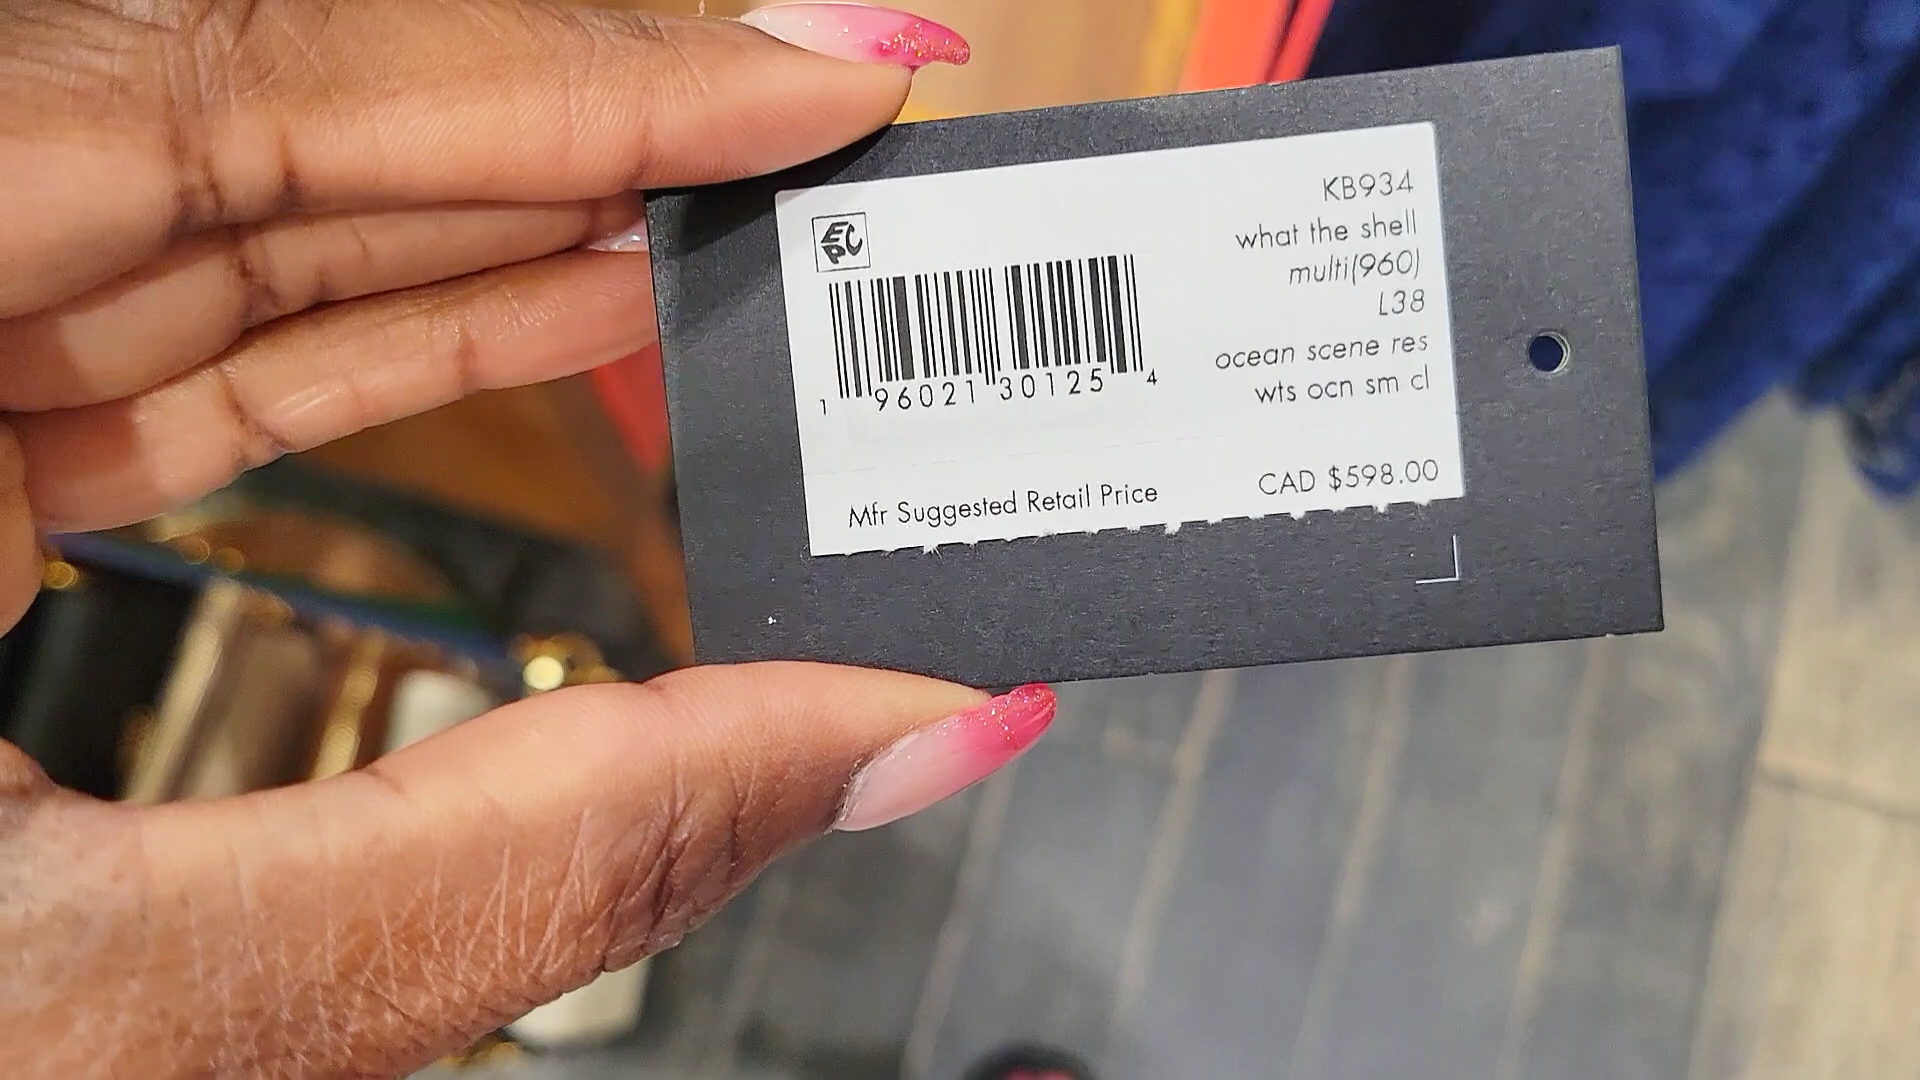 EPC
KB934
what the shell
multi(960)
L38
ocean scene res
wts ocn sm cl
1 96021 30125 4
Mfr Suggested Retail Price CAD $598.00